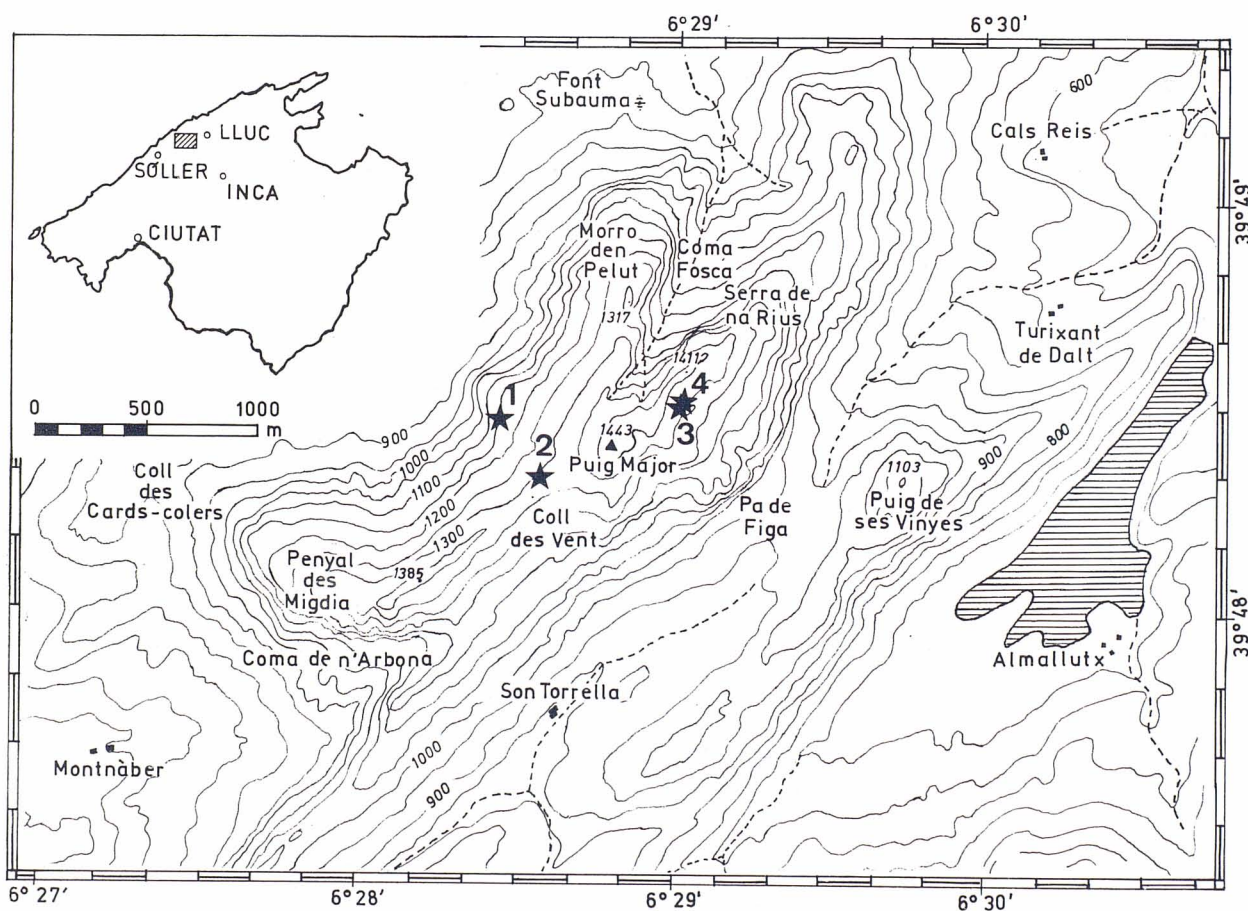 6°29'
6°30'
Font
Subauma
600
Cals Reis
LLUC
SÓLLER
INCA
CIUTAT
39°49'
Morro
den
Pelut
Coma
Fosca
Serra de
na Rius
1317
Turixant
de Dalt
1
4
0
500
1000
m
3
2
1443
Puig Major
900
1000
1100
1200
1300
800
900
1103
Puig de
ses Vinyes
Coll
des
Cards-colers
Coll
des Vent
Pa de
Figa
Penyal
des
Migdia
1385
39°48'
Coma de n'Arbona
Almallutx
Son Torrella
Montnàber
1000
900
6°27'
6°28'
6°29'
6°30'